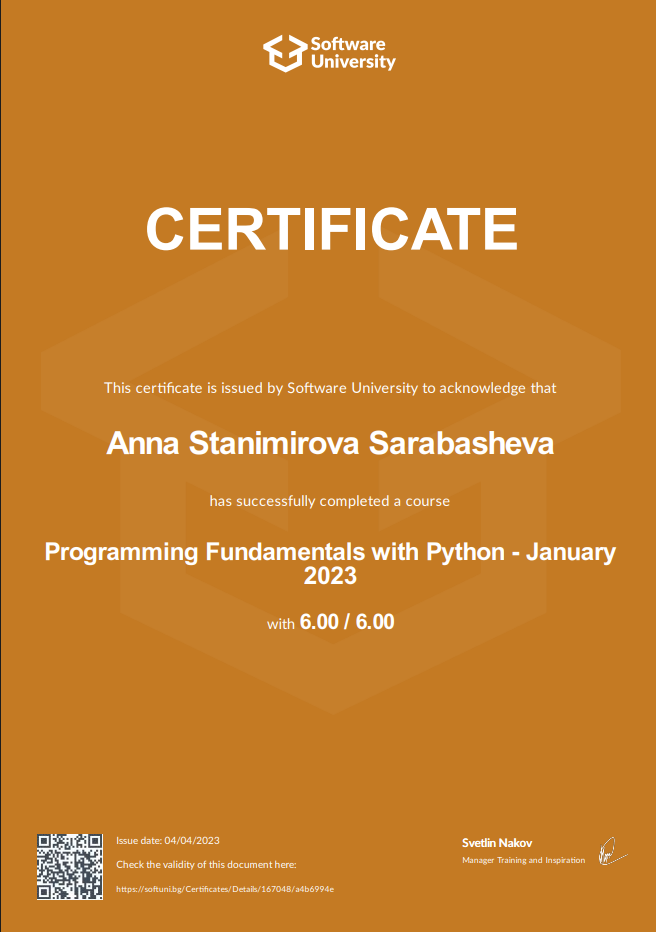 Software
University
CERTIFICATE
This certificate is issued by Software University to acknowledge that
Anna Stanimirova Sarabasheva
has successfully completed a course
Programming Fundamentals with Python - January
2023
with 6.00 / 6.00
Issue date: 04/04/2023
Check the validity of this document here:
https://softuni.bg/Certificates/Details/167048/a4b6994e
Svetlin Nakov
Manager Training and Inspiration